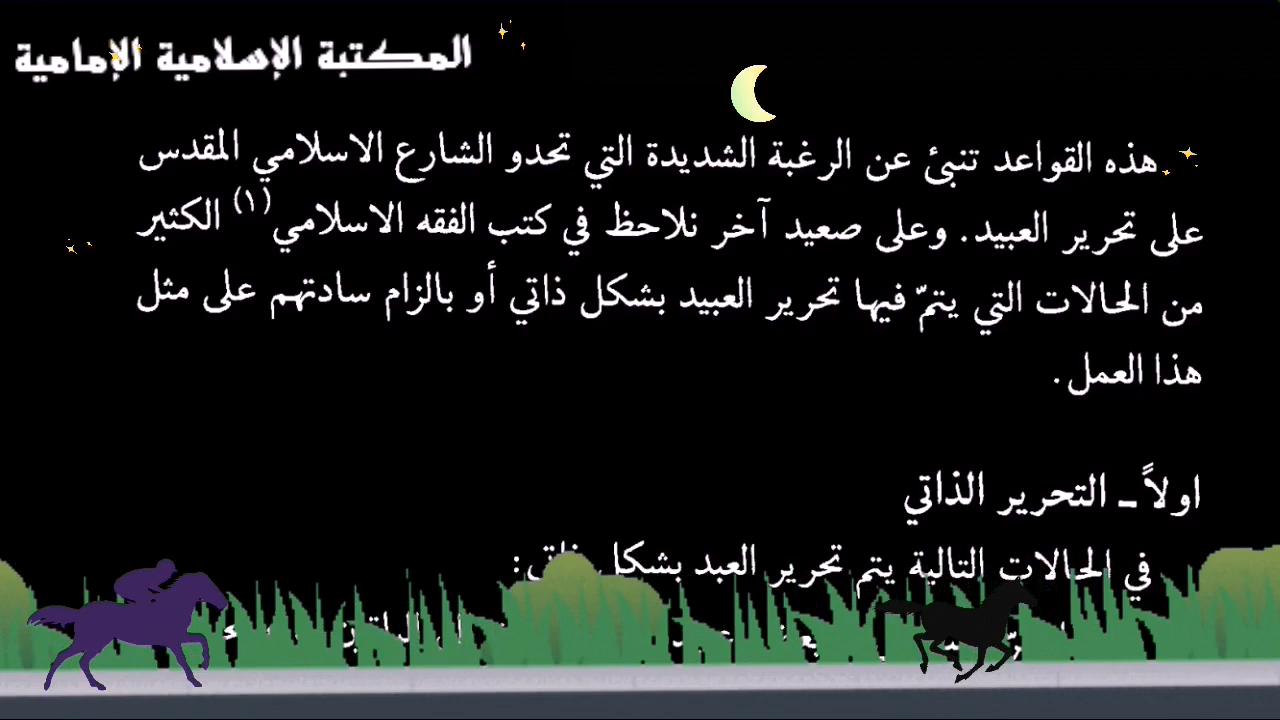 المكتبة الإسلامية الإمامية
هذه القواعد تنبئ عن الرغبة الشديدة التي تحدو الشارع الاسلامي المقدس
على تحرير العبيد. وعلى صعيد آخر نلاحظ في كتب الفقه الاسلامي(١) الكثير
من الحالات التي يتمّ فيها تحرير العبيد بشكل ذاتي أو بالزام سادتهم على مثل
هذا العمل.
اولاً ـ التحرير الذاتي
في الحالات التالية يتم تحرير العبد بشكل ذاتي: